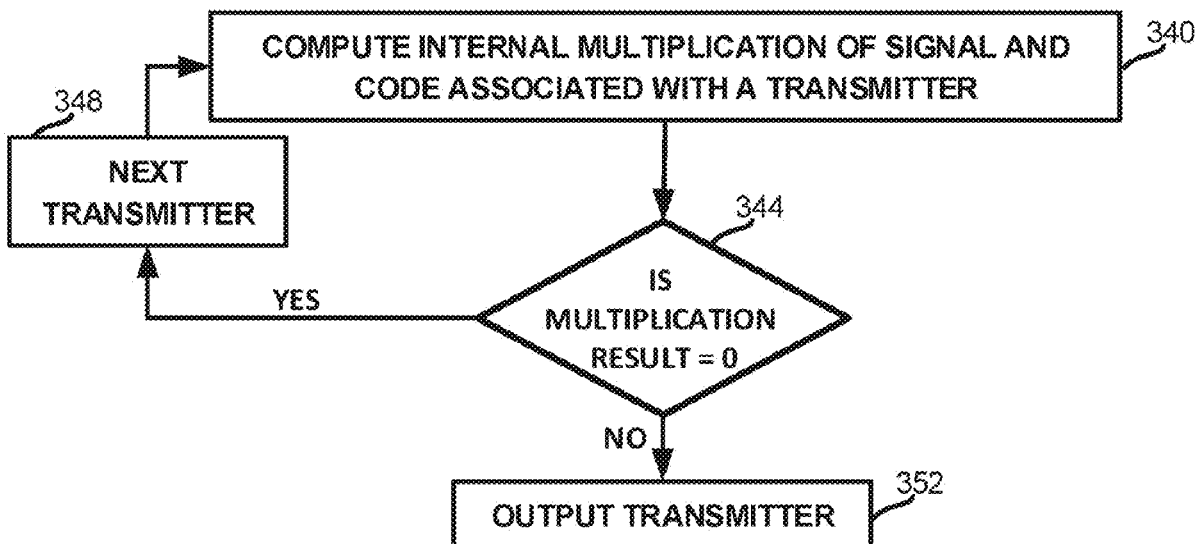 COMPUTE INTERNAL MULTIPLICATION OF SIGNAL AND
CODE ASSOCIATED WITH A TRANSMITTER
340
348
NEXT
TRANSMITTER
344
IS
MULTIPLICATION
RESULT = 0
YES
NO
352
OUTPUT TRANSMITTER